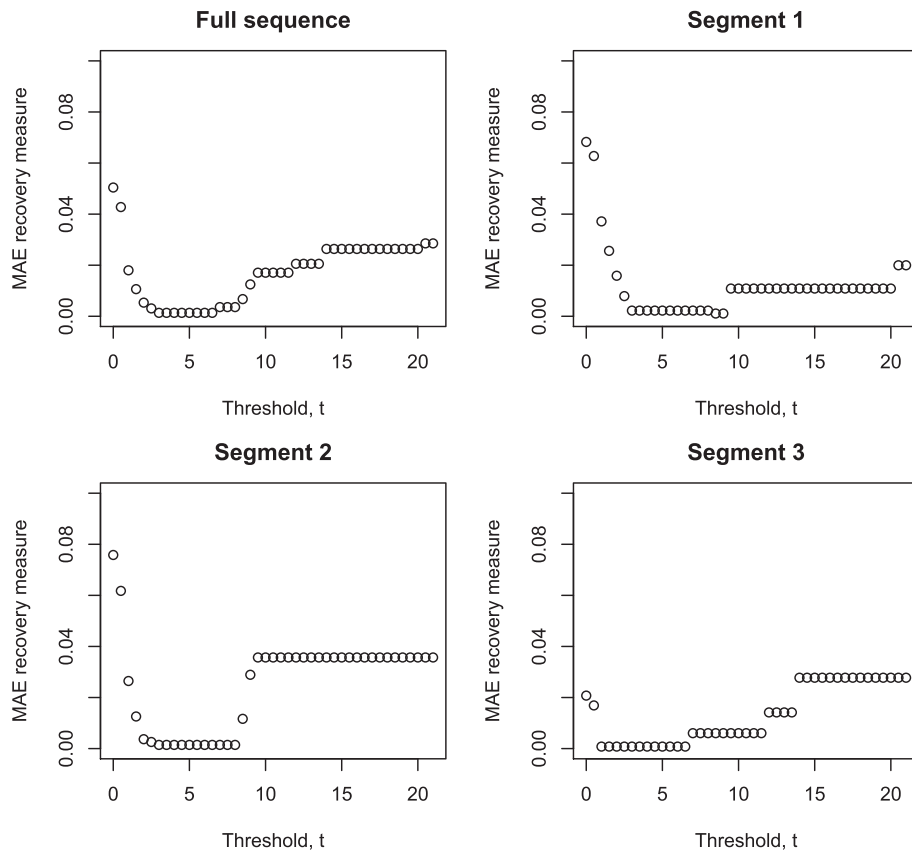 Full sequence
MAE recovery measure
0.00
0.04
0.08
0
5
10
15
20
Threshold, t
Segment 1
MAE recovery measure
0.00
0.04
0.08
0
5
10
15
20
Threshold, t
Segment 2
MAE recovery measure
0.00
0.04
0.08
0
5
10
15
20
Threshold, t
Segment 3
MAE recovery measure
0.00
0.04
0.08
0
5
10
15
20
Threshold, t